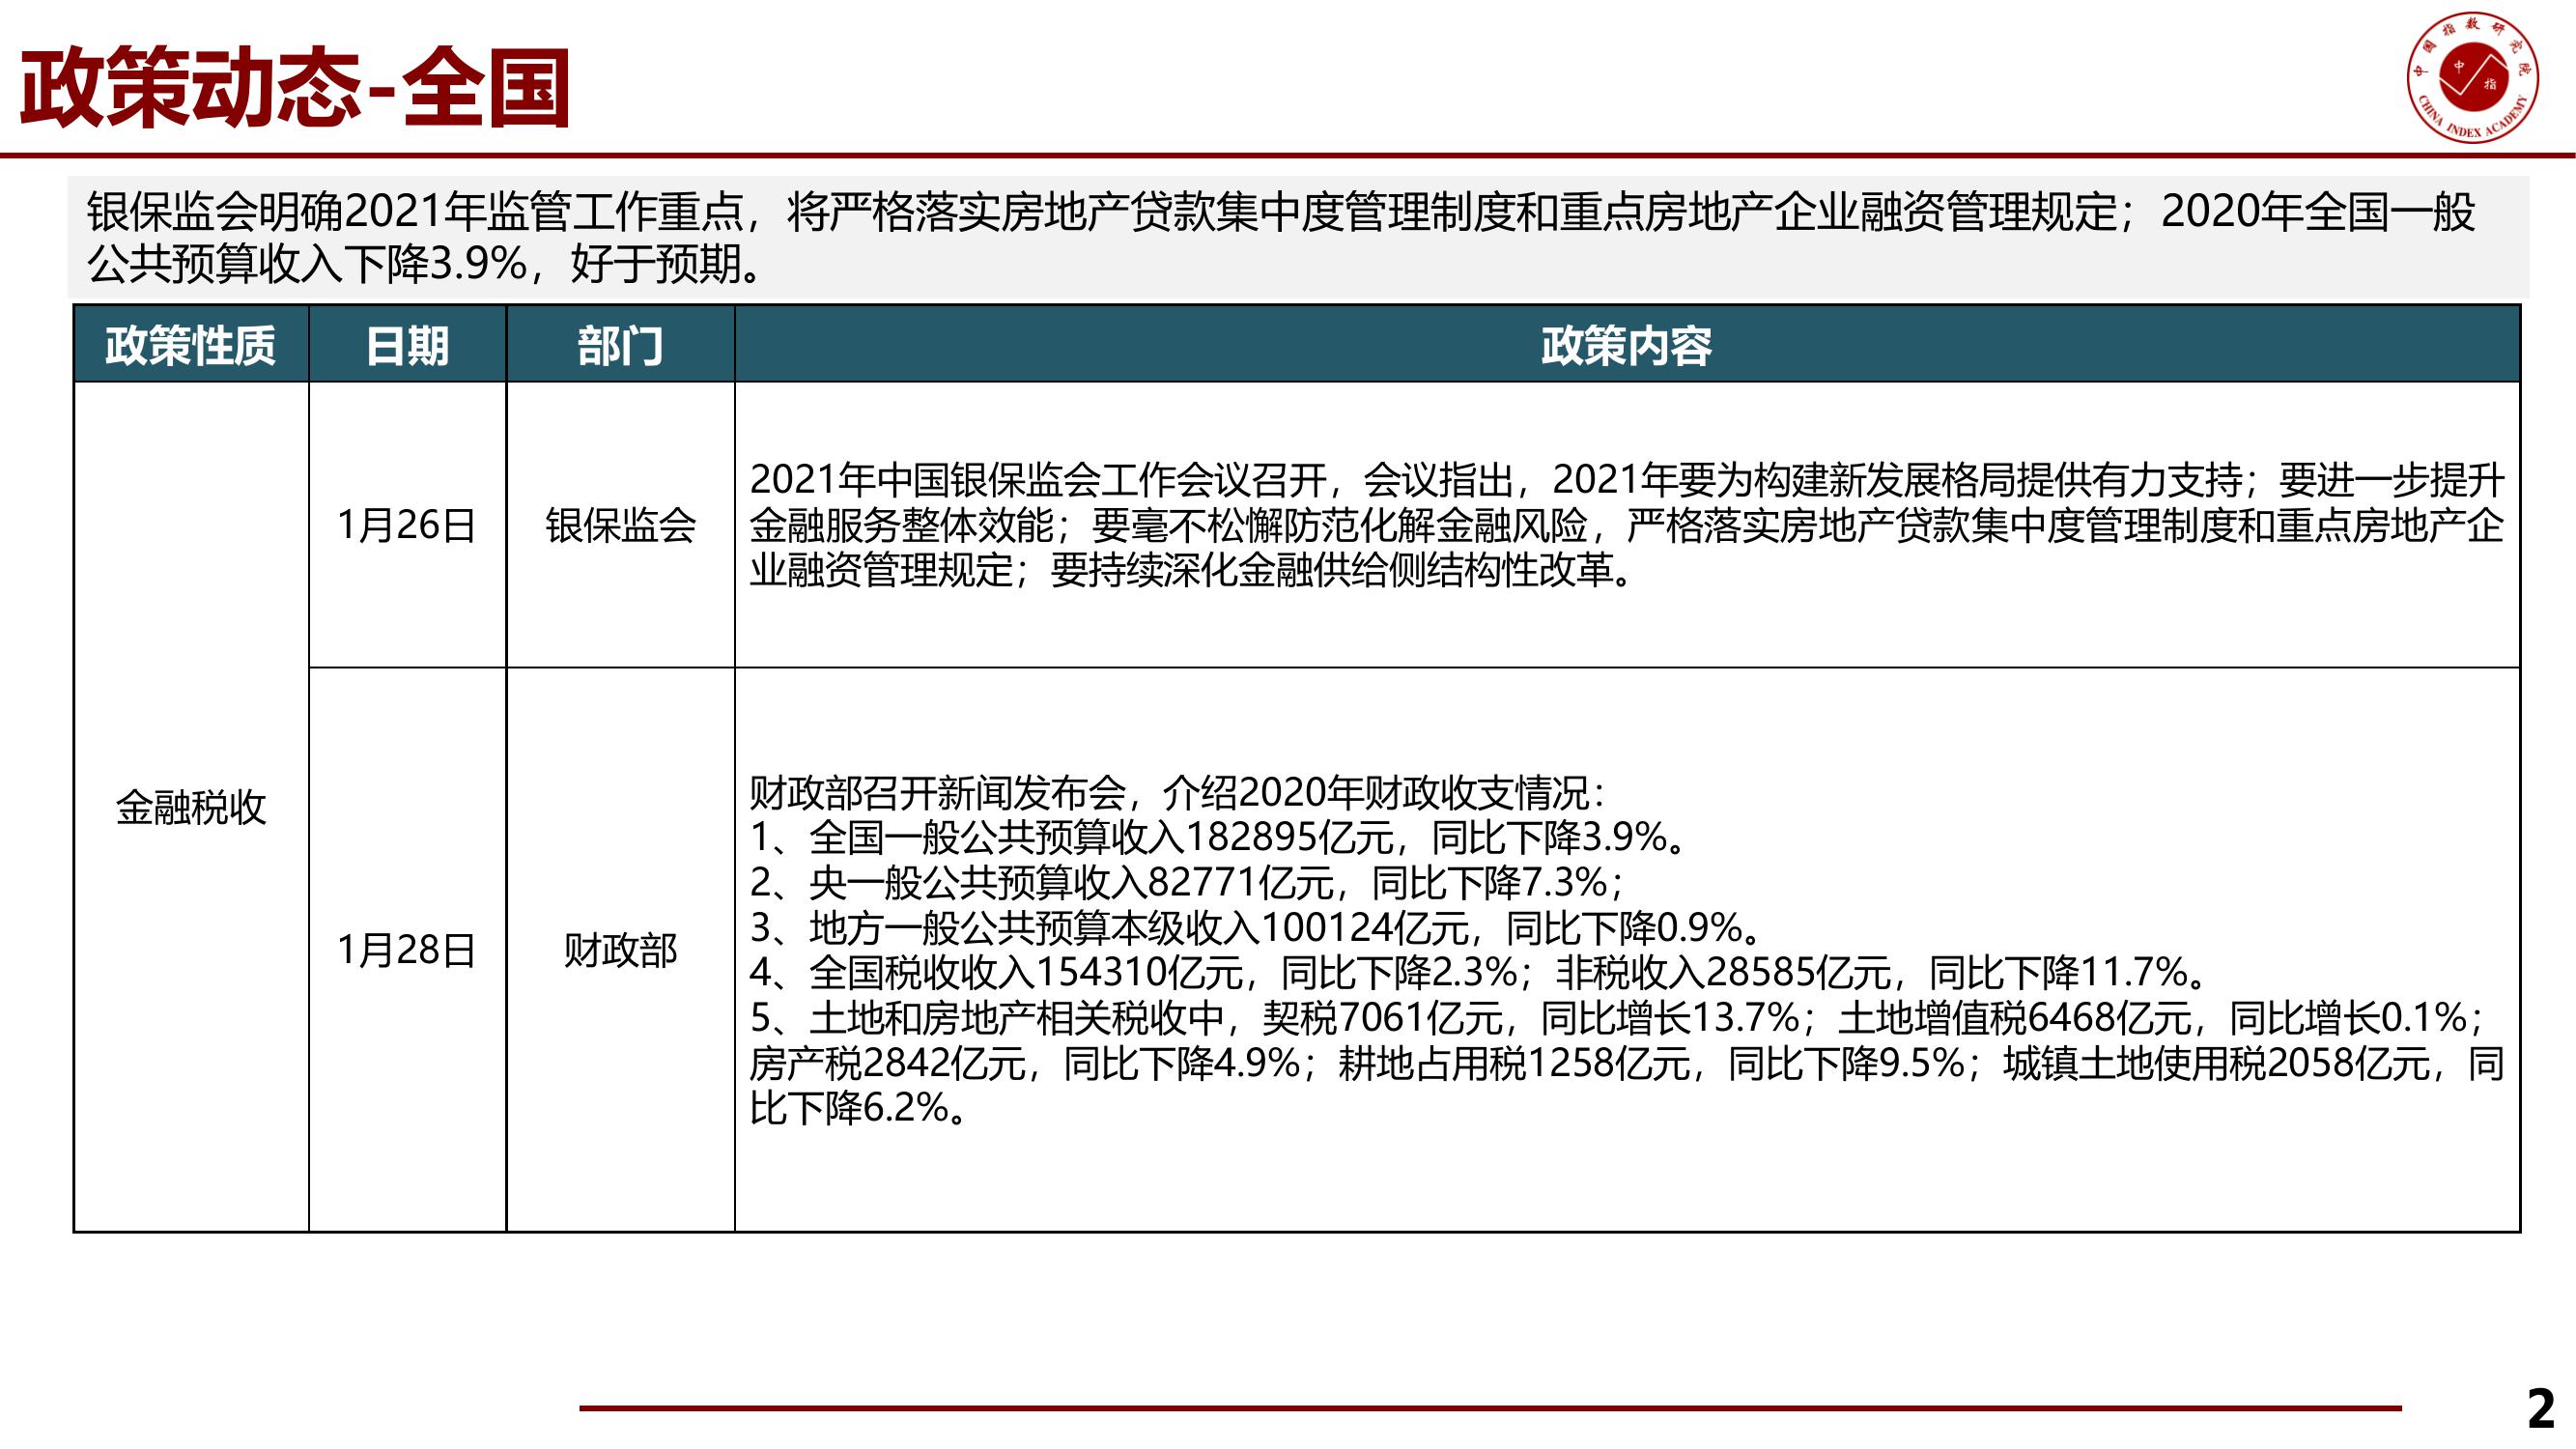 政策动态-全国
中国指数研究院
中指
CHINA INDEX ACADEMY
银保监会明确2021年监管工作重点，将严格落实房地产贷款集中度管理制度和重点房地产企业融资管理规定；2020年全国一般
公共预算收入下降3.9%，好于预期。
政策性质 日期 部门 政策内容
金融税收
1月26日 银保监会
2021年中国银保监会工作会议召开，会议指出，2021年要为构建新发展格局提供有力支持；要进一步提升
金融服务整体效能；要毫不松懈防范化解金融风险，严格落实房地产贷款集中度管理制度和重点房地产企
业融资管理规定；要持续深化金融供给侧结构性改革。
1月28日 财政部
财政部召开新闻发布会，介绍2020年财政收支情况：
1、全国一般公共预算收入182895亿元，同比下降3.9%。
2、央一般公共预算收入82771亿元，同比下降7.3%；
3、地方一般公共预算本级收入100124亿元，同比下降0.9%。
4、全国税收收入154310亿元，同比下降2.3%；非税收入28585亿元，同比下降11.7%。
5、土地和房地产相关税收中，契税7061亿元，同比增长13.7%；土地增值税6468亿元，同比增长0.1%；
房产税2842亿元，同比下降4.9%；耕地占用税1258亿元，同比下降9.5%；城镇土地使用税2058亿元，同
比下降6.2%。
2